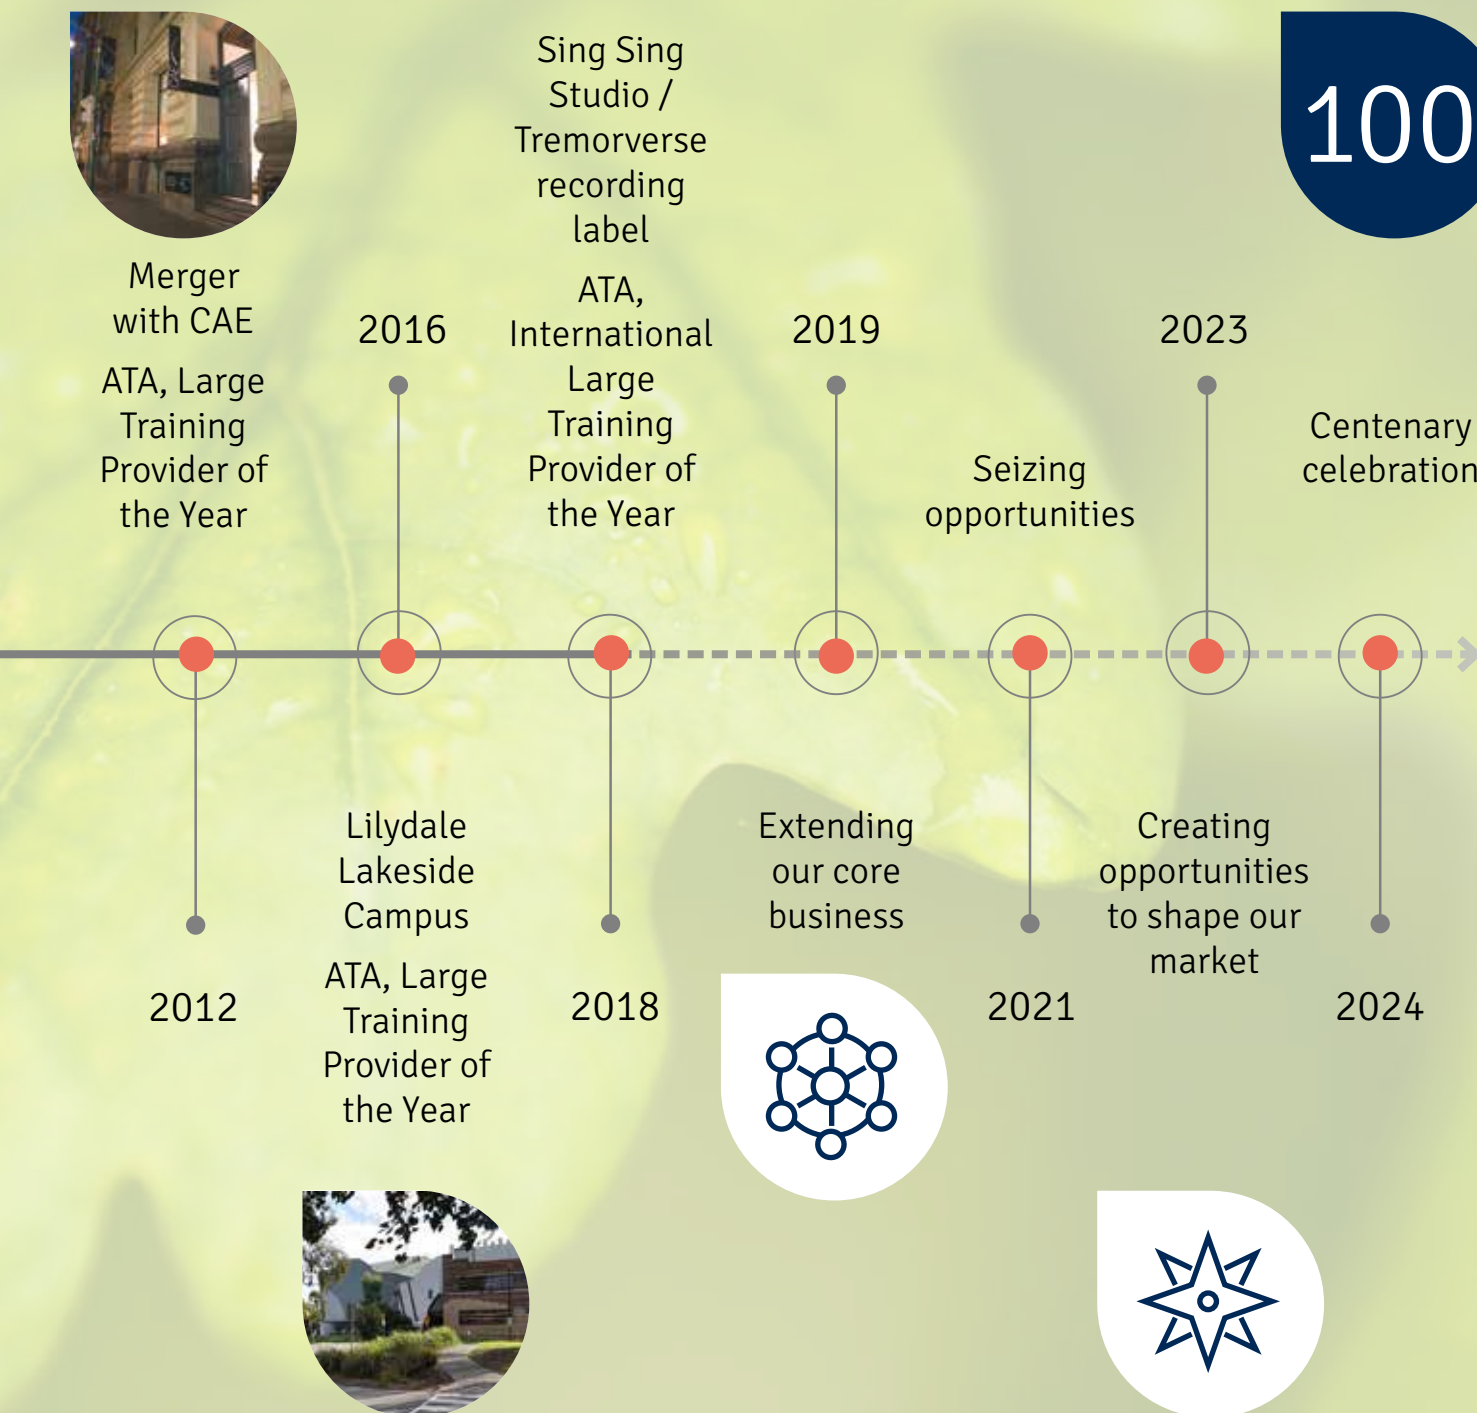 Merger
with CAE
ATA, Large
Training
Provider of
the Year
2012
2016
Lilydale
Lakeside
Campus
ATA, Large
Training
Provider of
the Year
Sing Sing
Studio /
Tremorverse
recording
label
ATA,
International
Large
Training
Provider of
the Year
2018
2019
Extending
our core
business
Seizing
opportunities
2021
2023
Creating
opportunities
to shape our
market
100
Centenary
celebration
2024